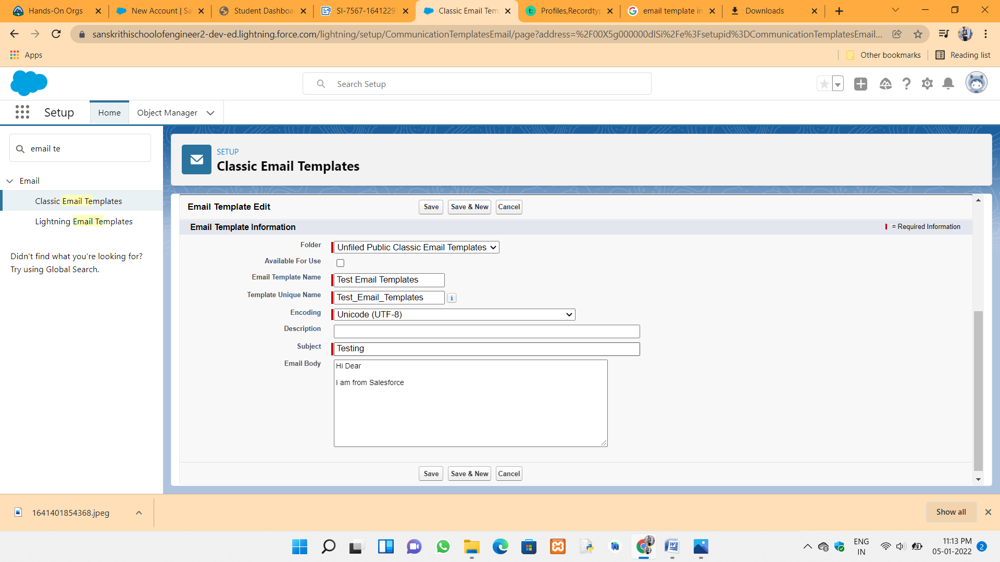 Hands-On Orgs
New Account | Sa
Student Dashboa
SI-7567-1641229
Classic Email Tem
Profiles,Recordtyp
email template in
Downloads
sanskrithischoolofengineer2-dev-ed.lightning.force.com/lightning/setup/CommunicationTemplatesEmail/page?address=%2F00X5g000000dISi%2Fe%3Fsetupid%3DCommunicationTemplatesEmail...
Apps
Other bookmarks
Reading list
Search Setup
Setup
Home
Object Manager
email te
Email
Classic Email Templates
Lightning Email Templates
Didn't find what you're looking for?
Try using Global Search.
SETUP
Classic Email Templates
Email Template Edit
Save
Save & New
Cancel
Email Template Information
= Required Information
Folder
Unfiled Public Classic Email Templates
Available For Use
Email Template Name
Test Email Templates
Template Unique Name
Test_Email_Templates
i
Encoding
Unicode (UTF-8)
Description
Subject
Testing
Email Body
Hi Dear
I am from Salesforce
Save
Save & New
Cancel
1641401854368.jpeg
Show all
ENG
IN
11:13 PM
05-01-2022
2